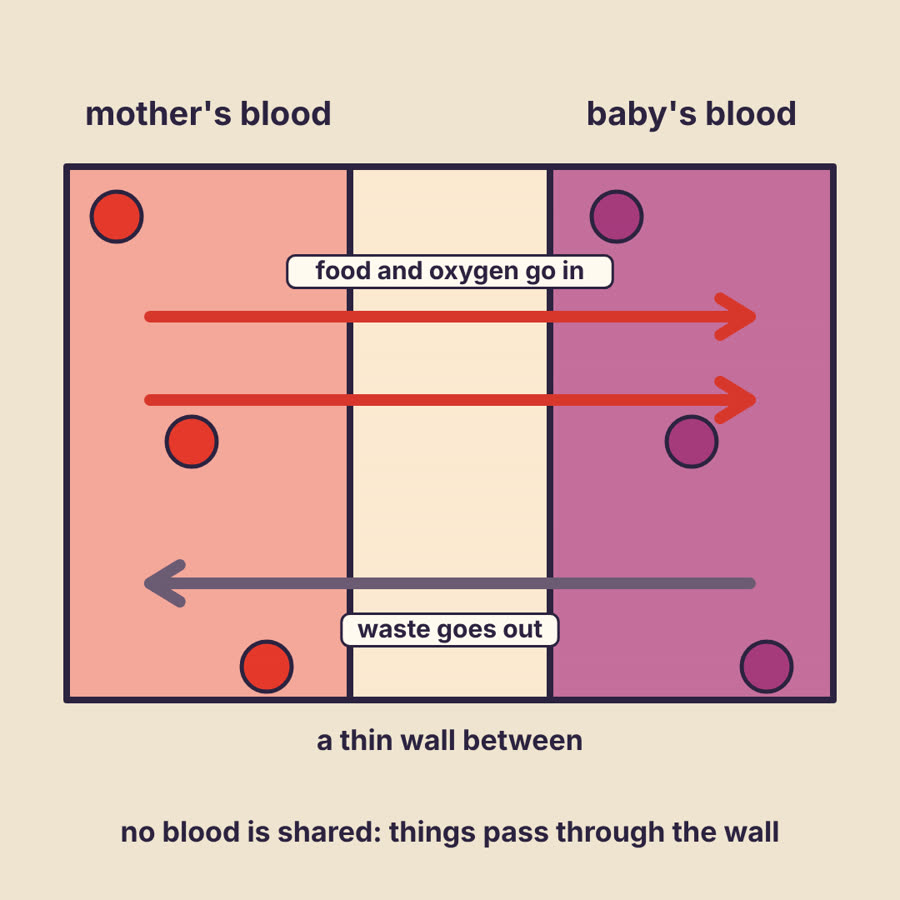 mother's blood
baby's blood
food and oxygen go in
waste goes out
a thin wall between
no blood is shared: things pass through the wall